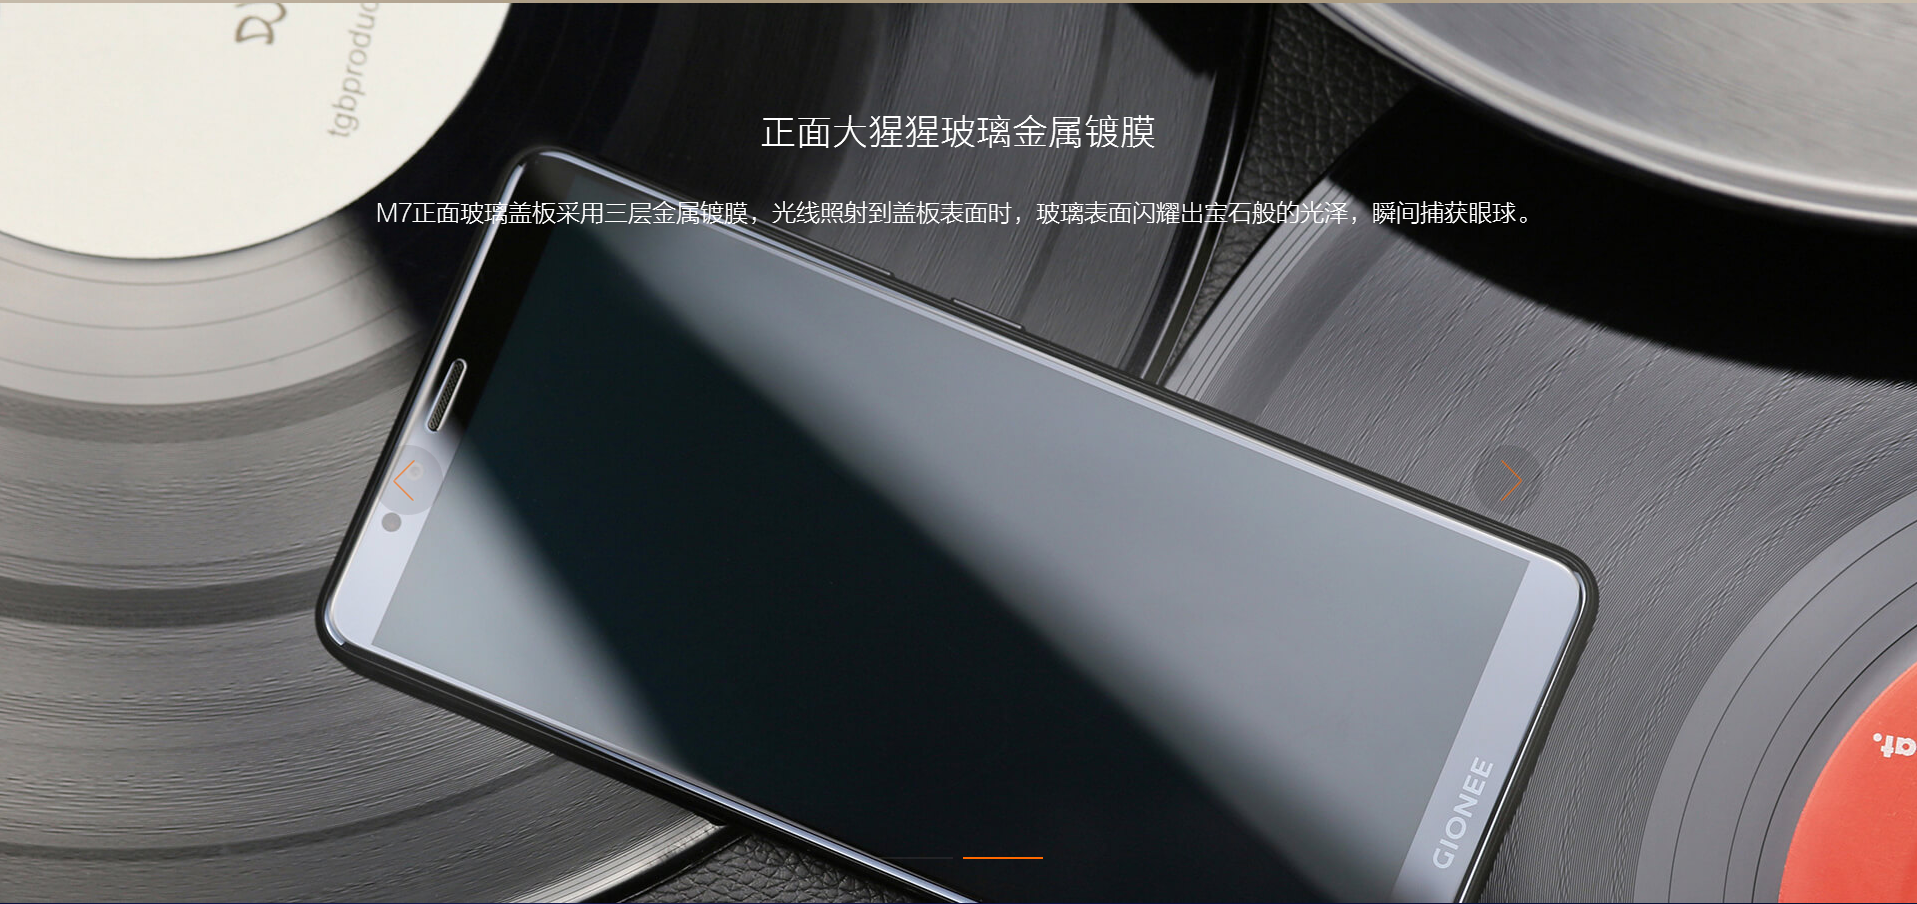 正面大猩猩玻璃金属镀膜
M7正面玻璃盖板采用三层金属镀膜，光线照射到盖板表面时，玻璃表面闪耀出宝石般的光泽，瞬间捕获眼球。
tgbproduc
GIONEE
at.